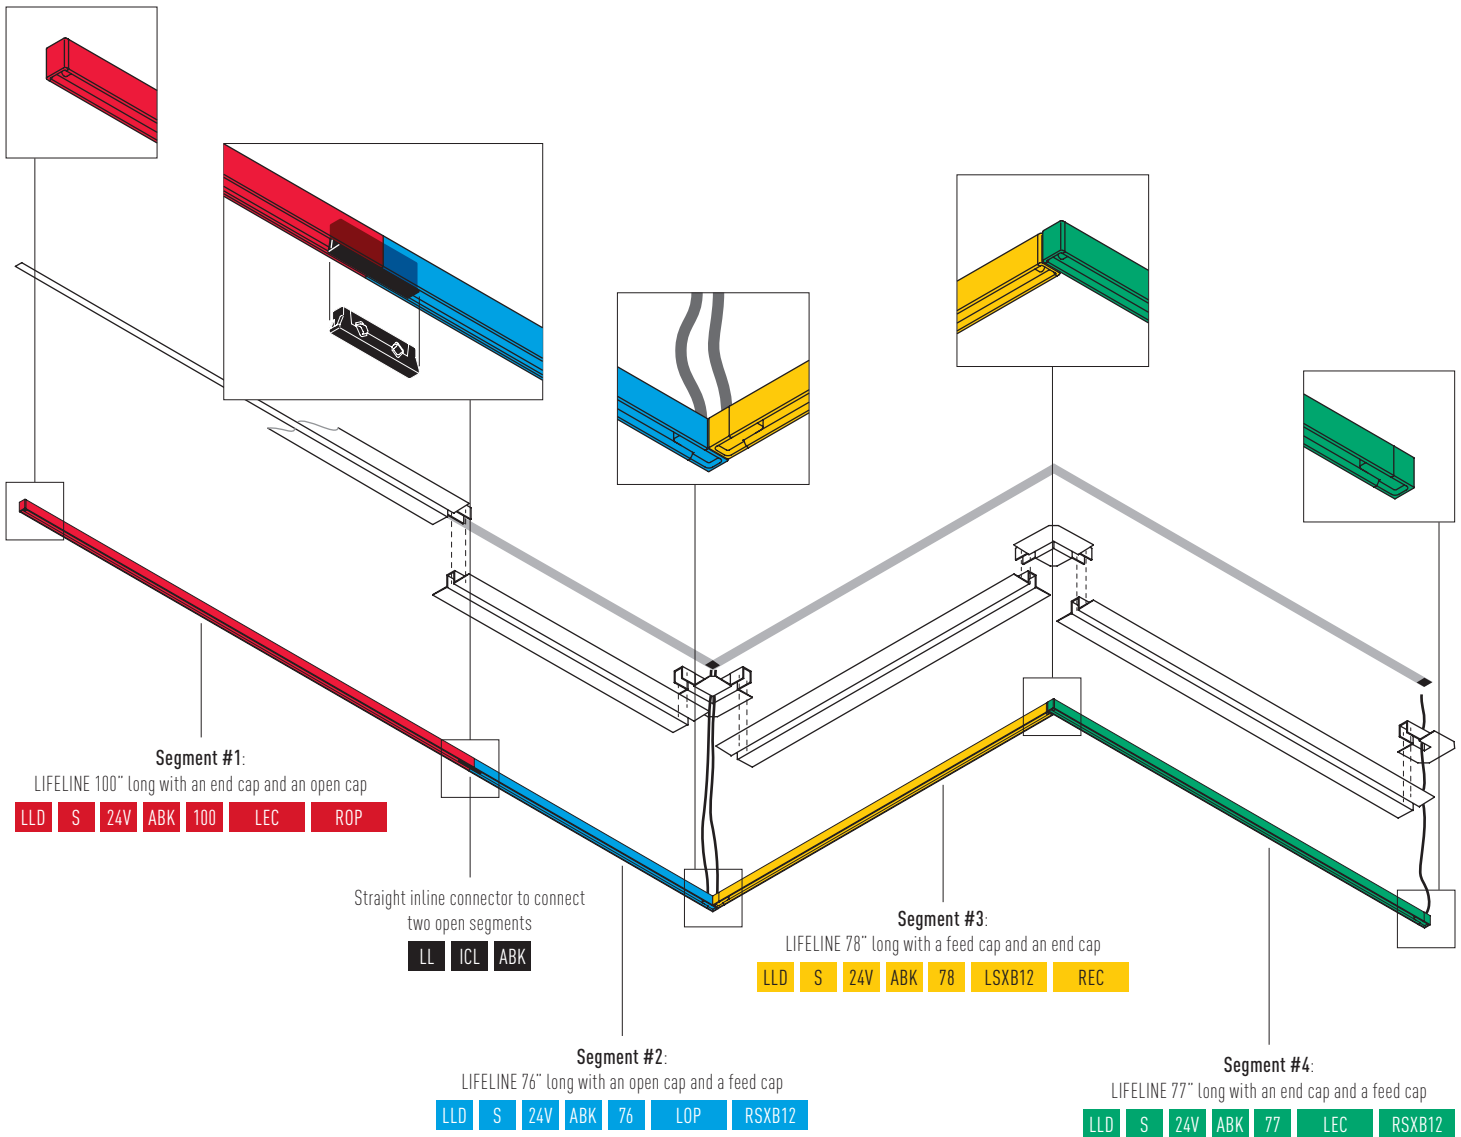 Segment #1:
LIFELINE 100" long with an end cap and an open cap
LLD S 24V ABK 100 LEC ROP
Straight inline connector to connect
two open segments
LL ICL ABK
Segment #2:
LIFELINE 76" long with an open cap and a feed cap
LLD S 24V ABK 76 LOP RSXB12
Segment #3:
LIFELINE 78" long with a feed cap and an end cap
LLD S 24V ABK 78 LSXB12 REC
Segment #4:
LIFELINE 77" long with an end cap and a feed cap
LLD S 24V ABK 77 LEC RSXB12